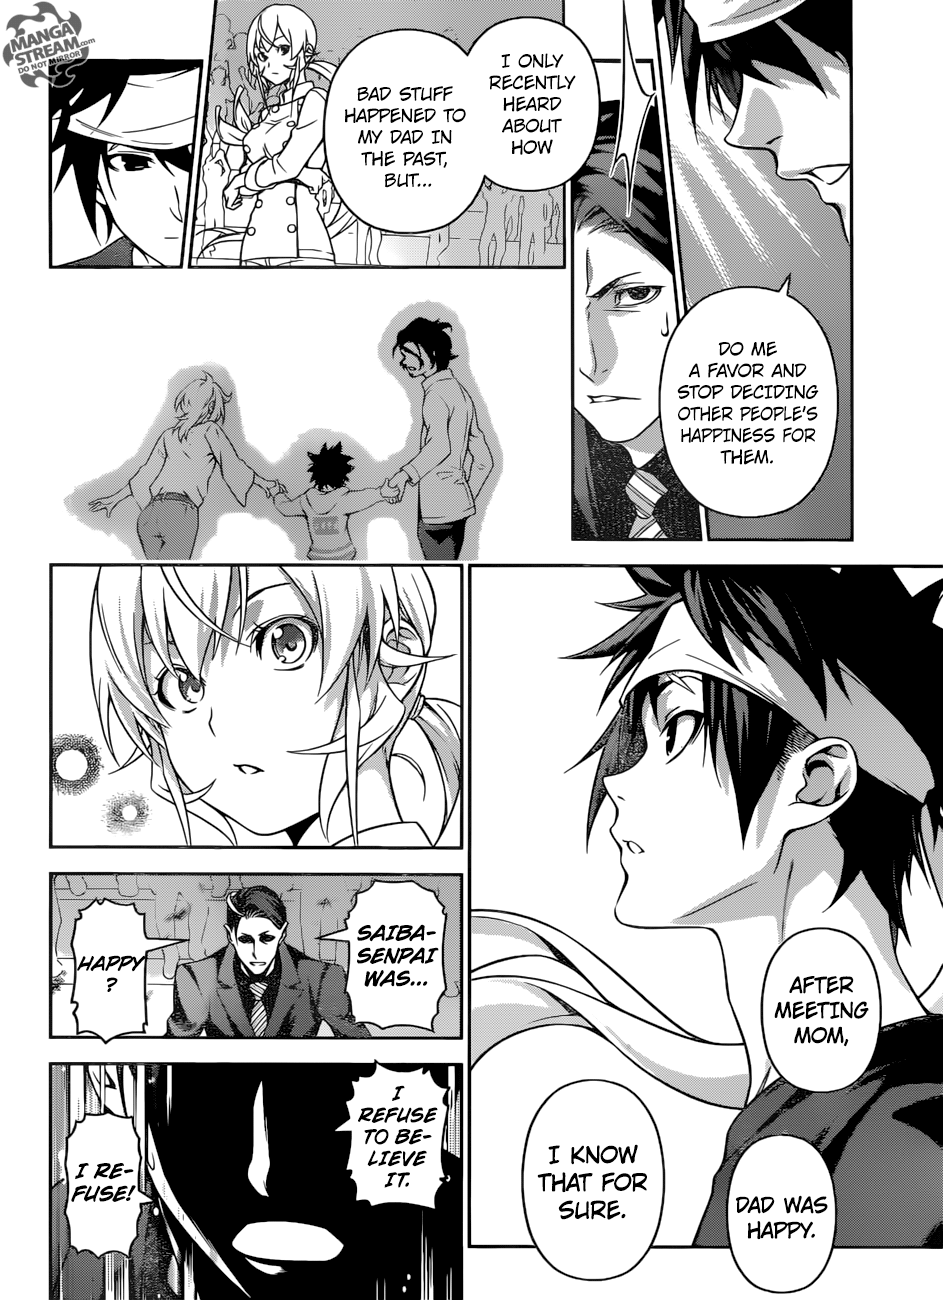 MANGA
STREAM.com
DO NOT MIRROR
DO ME
A FAVOR AND
STOP DECIDING
OTHER PEOPLE'S
HAPPINESS FOR
THEM.
I ONLY
RECENTLY
HEARD
ABOUT
HOW
BAD STUFF
HAPPENED TO
MY DAD IN
THE PAST,
BUT...
AFTER
MEETING
MOM,
DAD WAS
HAPPY.
I KNOW
THAT FOR
SURE.
SAIBA-
SENPAI
WAS...
HAPPY
?
I
REFUSE
TO BE-
LIEVE
IT.
I RE-
FUSE!